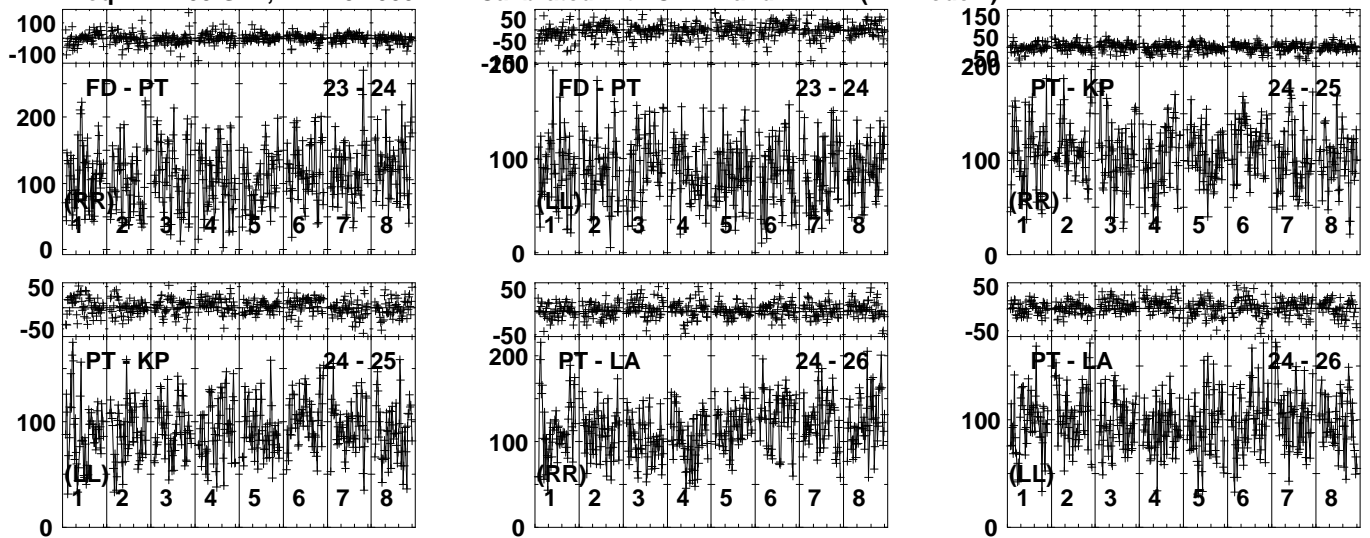 100 50 150
-100 -50 50
-150 50
FD - PT 23 - 24 200 FD - PT 23 - 24 200 PT - KP 24 - 25
200
100 100 100
(RR) (LL) (RR)
1 2 3 4 5 6 7 8 1 2 3 4 5 6 7 8 1 2 3 4 5 6 7 8
0 0 0
50 50 50
-50 -50 -50
PT - KP 24 - 25 200 PT - LA 24 - 26 PT - LA 24 - 26
100 100 100
(LL) (RR) (LL)
1 2 3 4 5 6 7 8 1 2 3 4 5 6 7 8 1 2 3 4 5 6 7 8
0 0 0